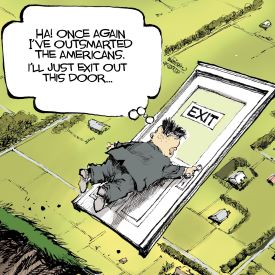 HA! ONCE AGAIN
I'VE OUTSMARTED
THE AMERICANS.
I'LL JUST EXIT OUT
THIS DOOR...
EXIT